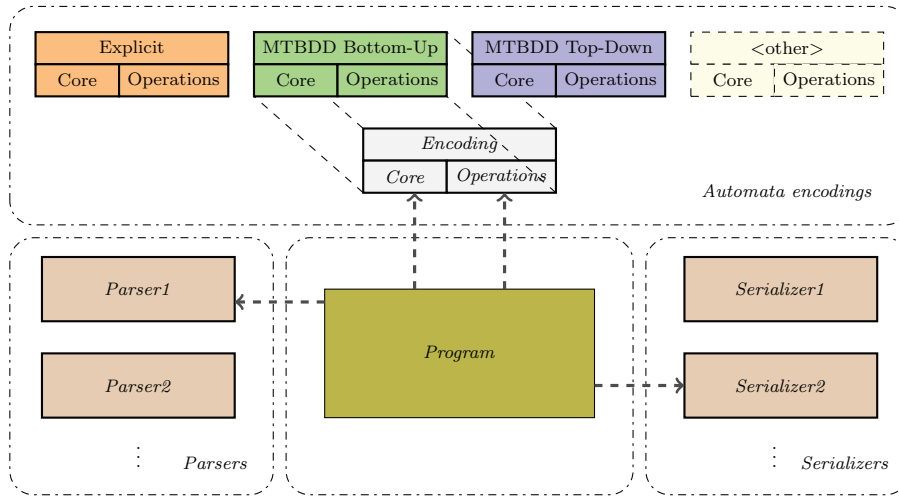 Explicit
Core Operations
MTBDD Bottom-Up
Core Operations
MTBDD Top-Down
Core Operations
<other>
Core Operations
Encoding
Core Operations
Automata encodings
Parser1
Parser2
⋮
Parsers
Program
Serializer1
Serializer2
⋮
Serializers